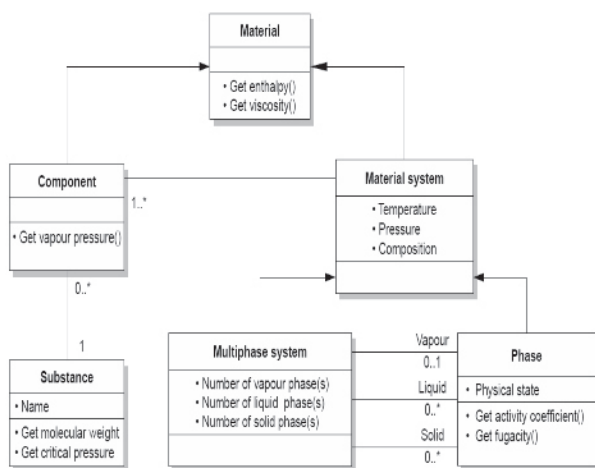 Material
• Get enthalpy()
• Get viscosity()
Component
• Get vapour pressure()
1..*
Material system
• Temperature
• Pressure
• Composition
0..*
1
Substance
• Name
• Get molecular weight
• Get critical pressure
Multiphase system
• Number of vapour phase(s)
• Number of liquid phase(s)
• Number of solid phase(s)
Vapour
0..1
Liquid
0..*
Solid
0..*
Phase
• Physical state
• Get activity coefficient()
• Get fugacity()